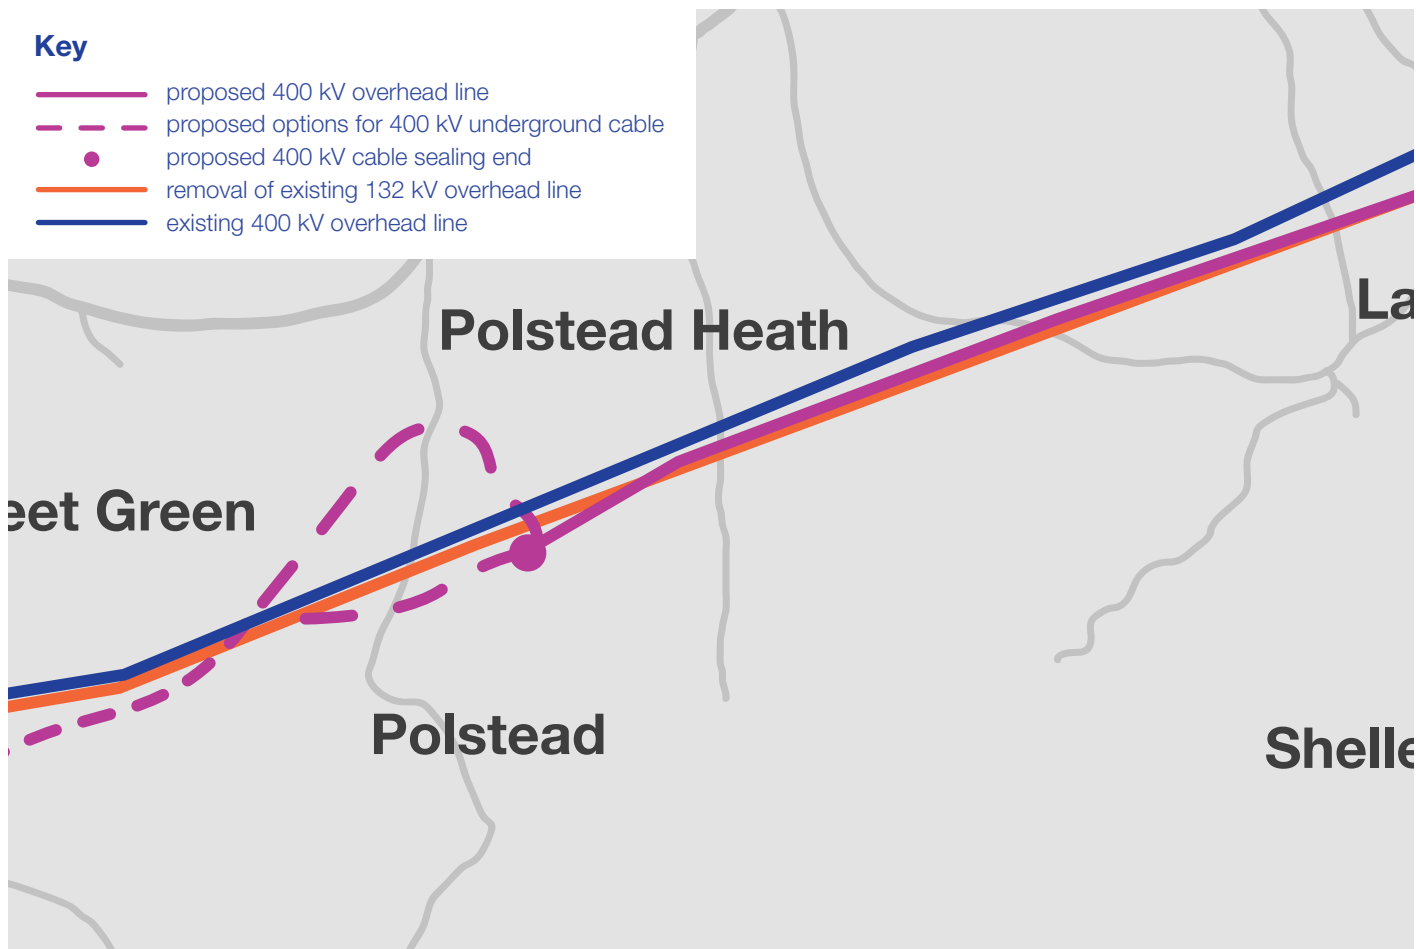 Key
proposed 400 kV overhead line
proposed options for 400 kV underground cable
proposed 400 kV cable sealing end
removal of existing 132 kV overhead line
existing 400 kV overhead line
La
Polstead Heath
eet Green
Polstead
Shelle